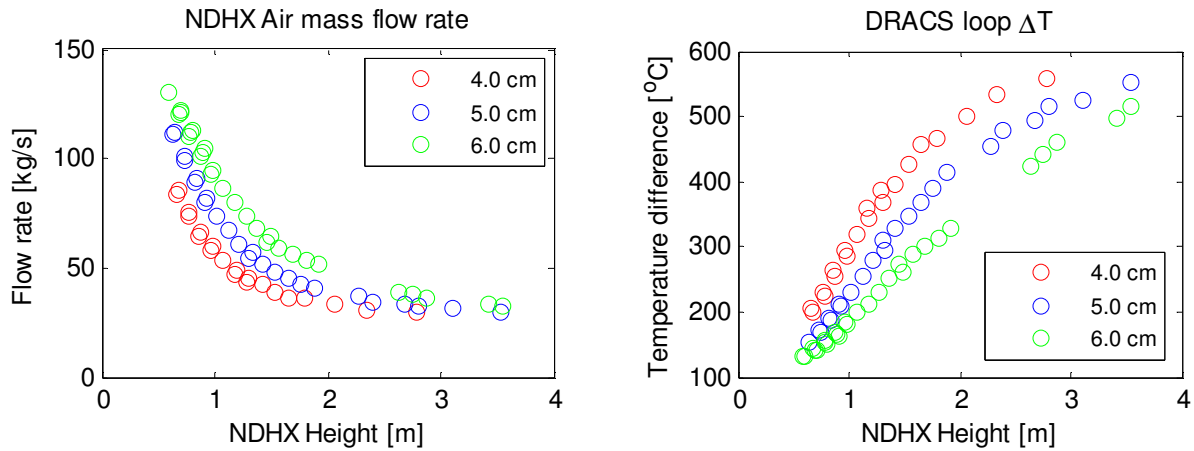 NDHX Air mass flow rate
150
100
50
0
0
1
2
3
4
Flow rate [kg/s]
NDHX Height [m]
4.0 cm
5.0 cm
6.0 cm
DRACS loop ΔT
600
500
400
300
200
100
0
1
2
3
4
Temperature difference [°C]
NDHX Height [m]
4.0 cm
5.0 cm
6.0 cm